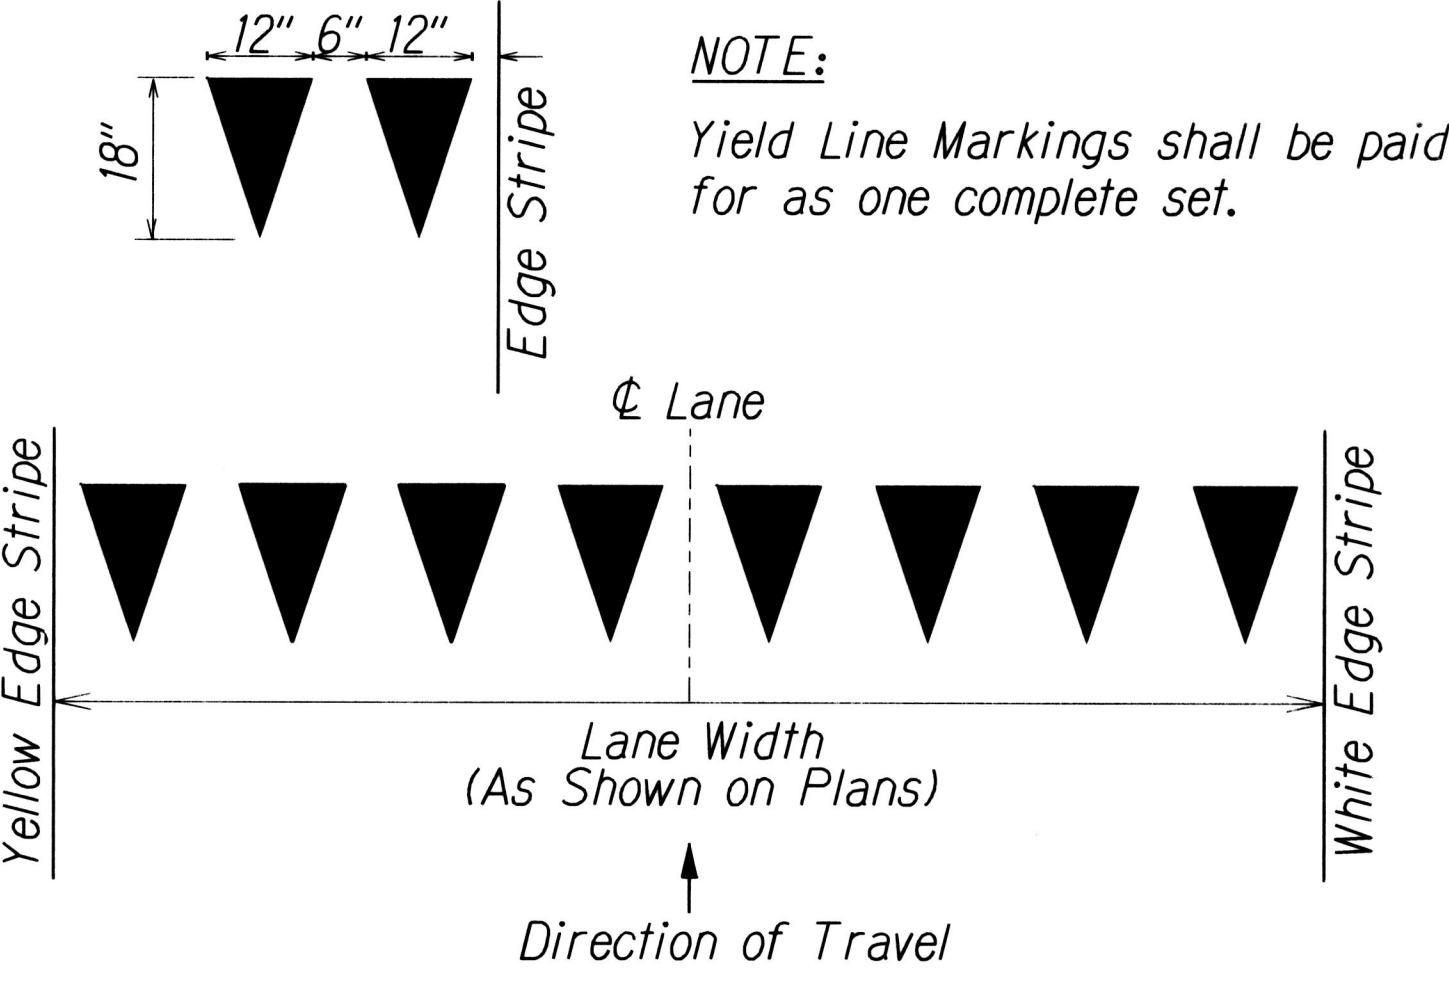 12" 6" 12"
18"
Edge Stripe
NOTE:
Yield Line Markings shall be paid
for as one complete set.
℄ Lane
Yellow Edge Stripe
White Edge Stripe
Lane Width
(As Shown on Plans)
Direction of Travel